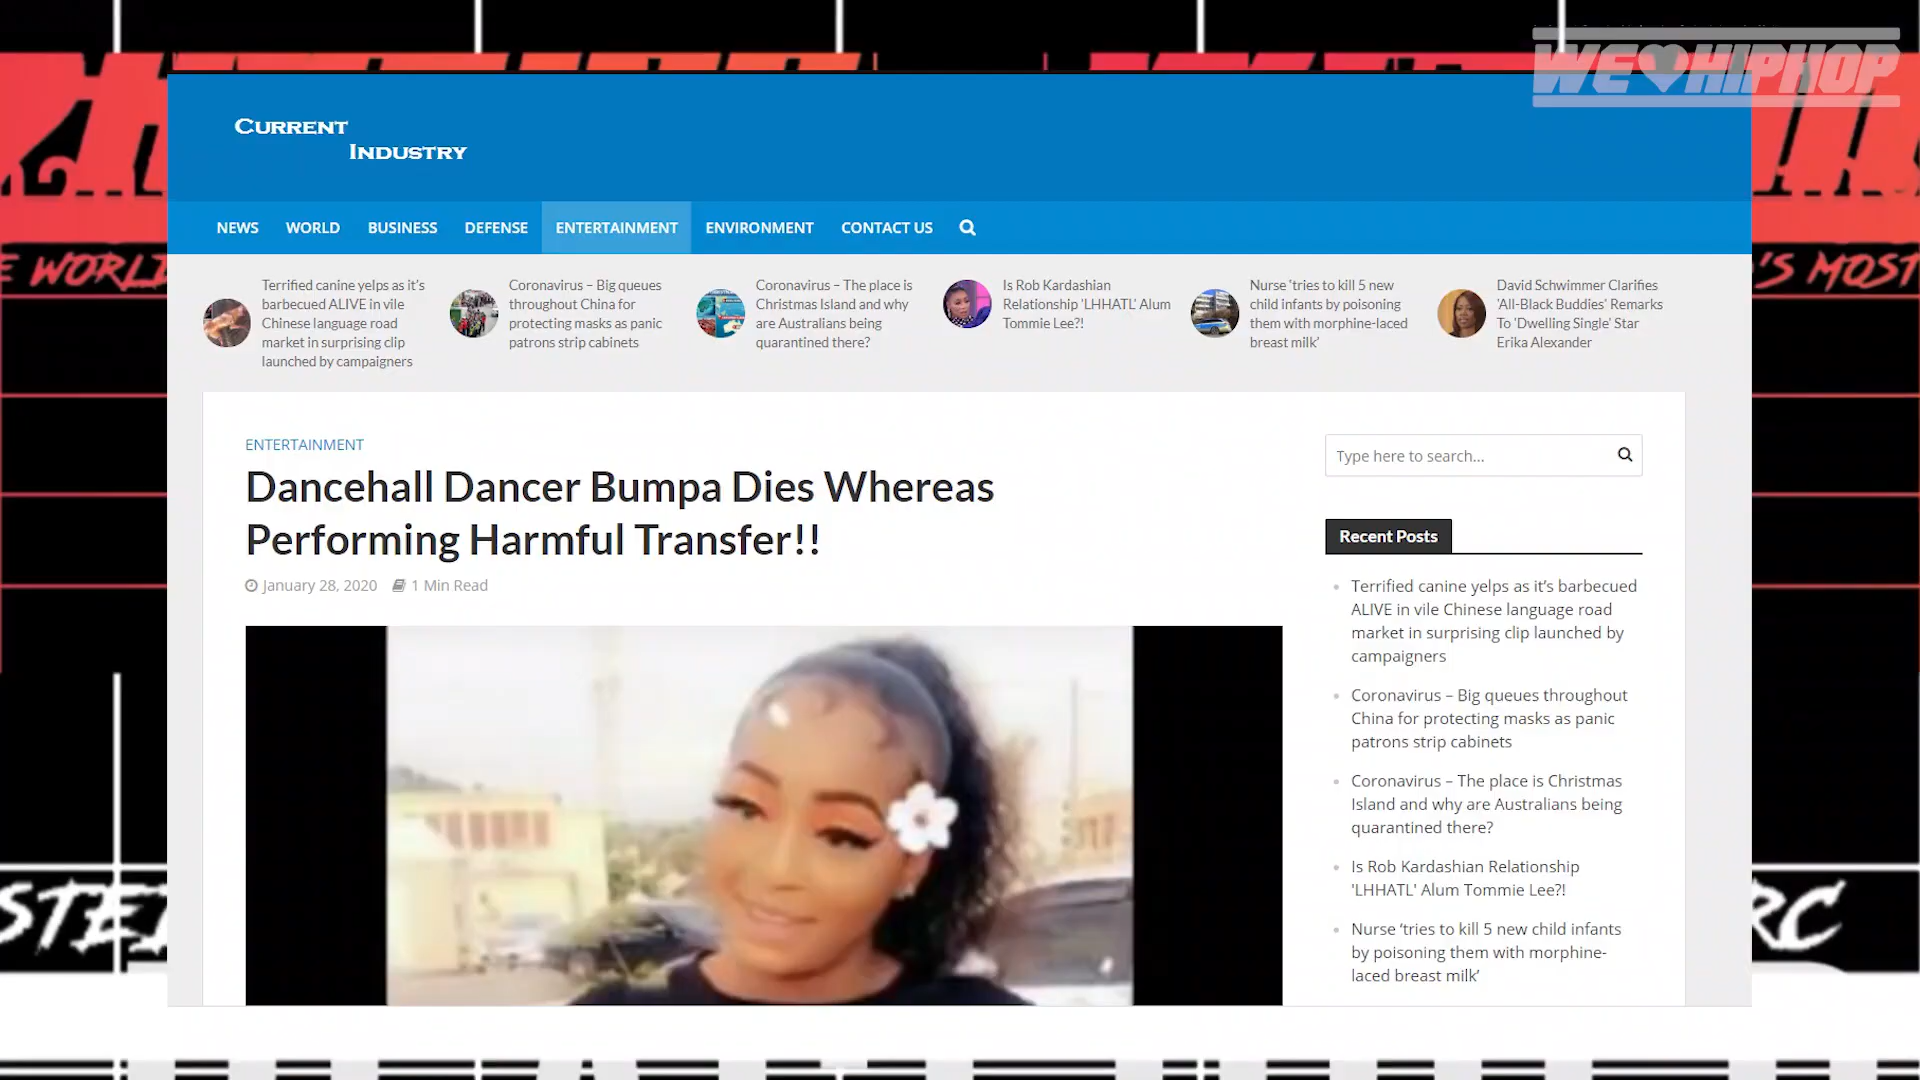 WE HIPHOP
CURRENT
INDUSTRY
NEWS WORLD BUSINESS DEFENSE ENTERTAINMENT ENVIRONMENT CONTACT US
Terrified canine yelps as it’s
barbecued ALIVE in vile
Chinese language road
market in surprising clip
launched by campaigners
Coronavirus – Big queues
throughout China for
protecting masks as panic
patrons strip cabinets
Coronavirus – The place is
Christmas Island and why
are Australians being
quarantined there?
Is Rob Kardashian
Relationship 'LHHATL' Alum
Tommie Lee?!
Nurse ‘tries to kill 5 new
child infants by poisoning
them with morphine-laced
breast milk’
David Schwimmer Clarifies
'All-Black Buddies' Remarks
To 'Dwelling Single' Star
Erika Alexander
E WORLD
'S MOST
ENTERTAINMENT
Dancehall Dancer Bumpa Dies Whereas
Performing Harmful Transfer!!
January 28, 2020 1 Min Read
Type here to search...
Recent Posts
Terrified canine yelps as it’s barbecued
ALIVE in vile Chinese language road
market in surprising clip launched by
campaigners
Coronavirus – Big queues throughout
China for protecting masks as panic
patrons strip cabinets
Coronavirus – The place is Christmas
Island and why are Australians being
quarantined there?
Is Rob Kardashian Relationship
'LHHATL' Alum Tommie Lee?!
Nurse ‘tries to kill 5 new child infants
by poisoning them with morphine-
laced breast milk’